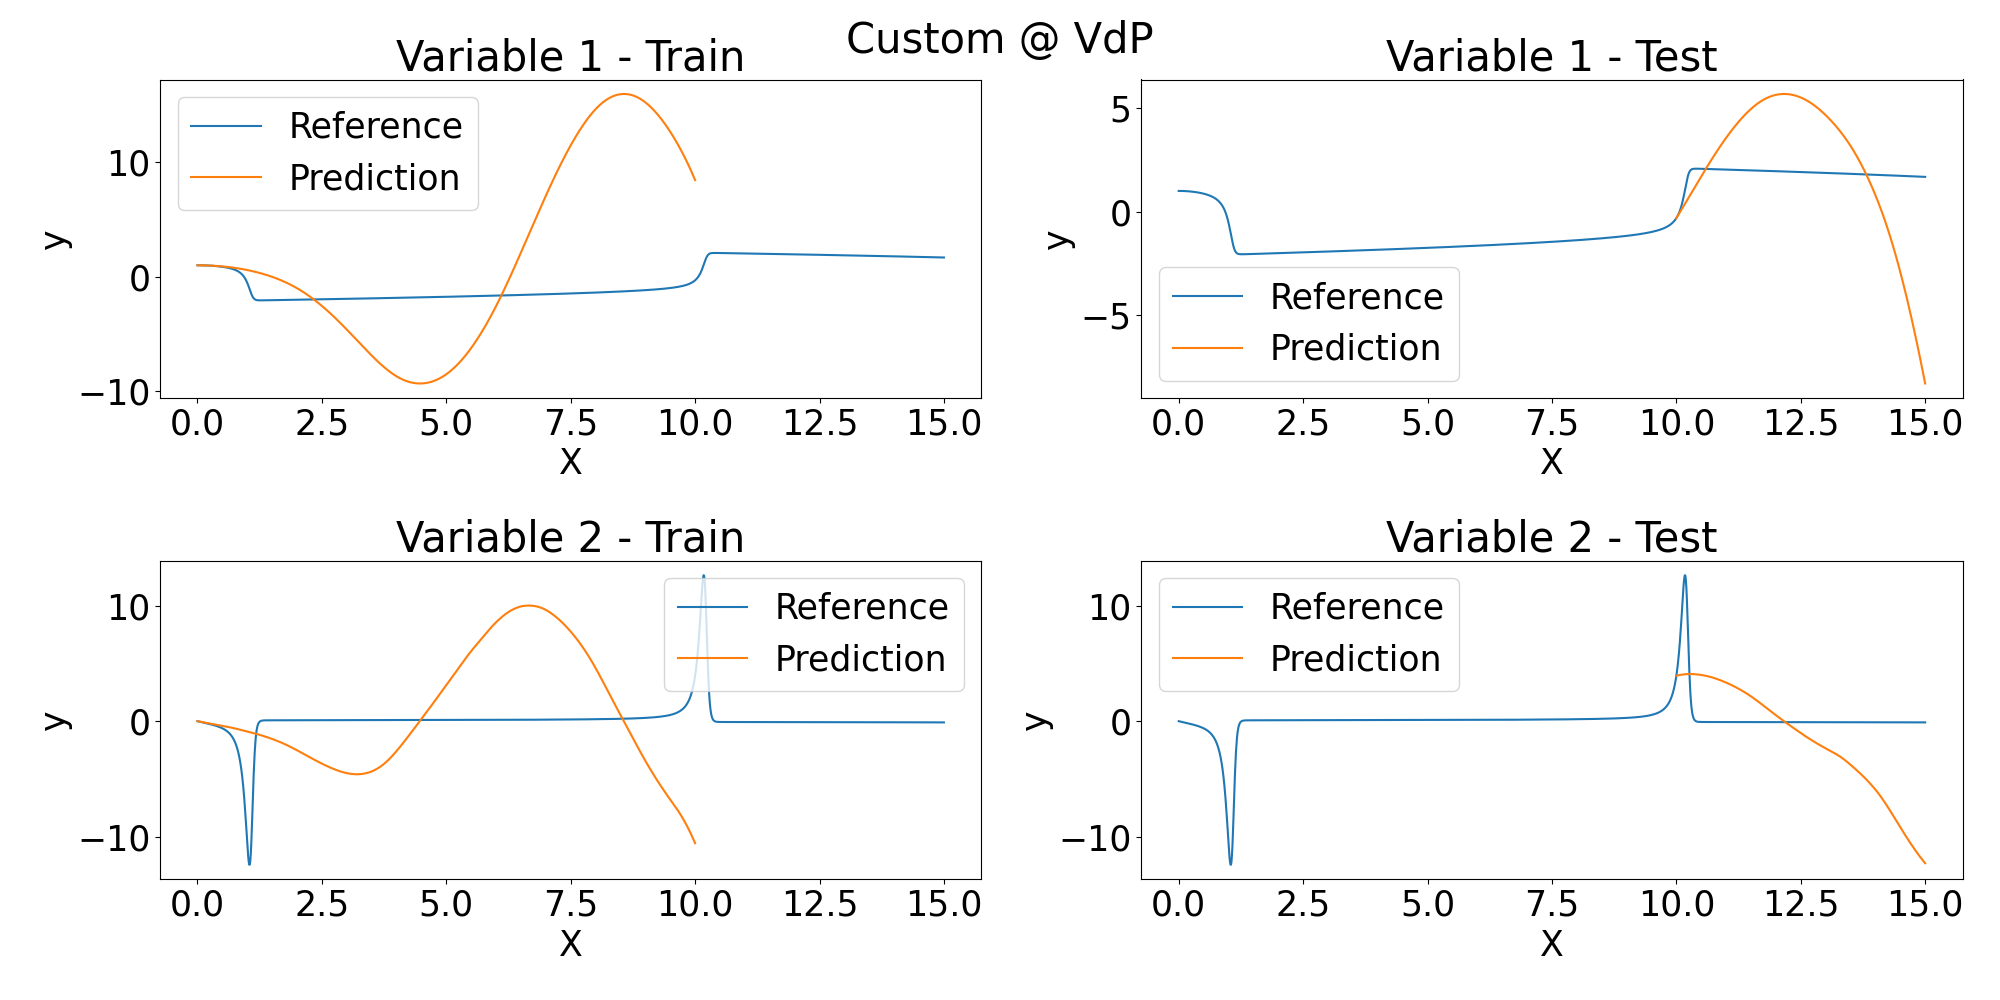 Custom @ VdP
Variable 1 - Train
Reference
Prediction
y
10
0
−10
0.0 2.5 5.0 7.5 10.0 12.5 15.0
X
Variable 1 - Test
Reference
Prediction
y
5
0
−5
0.0 2.5 5.0 7.5 10.0 12.5 15.0
X
Variable 2 - Train
Reference
Prediction
y
10
0
−10
0.0 2.5 5.0 7.5 10.0 12.5 15.0
X
Variable 2 - Test
Reference
Prediction
y
10
0
−10
0.0 2.5 5.0 7.5 10.0 12.5 15.0
X